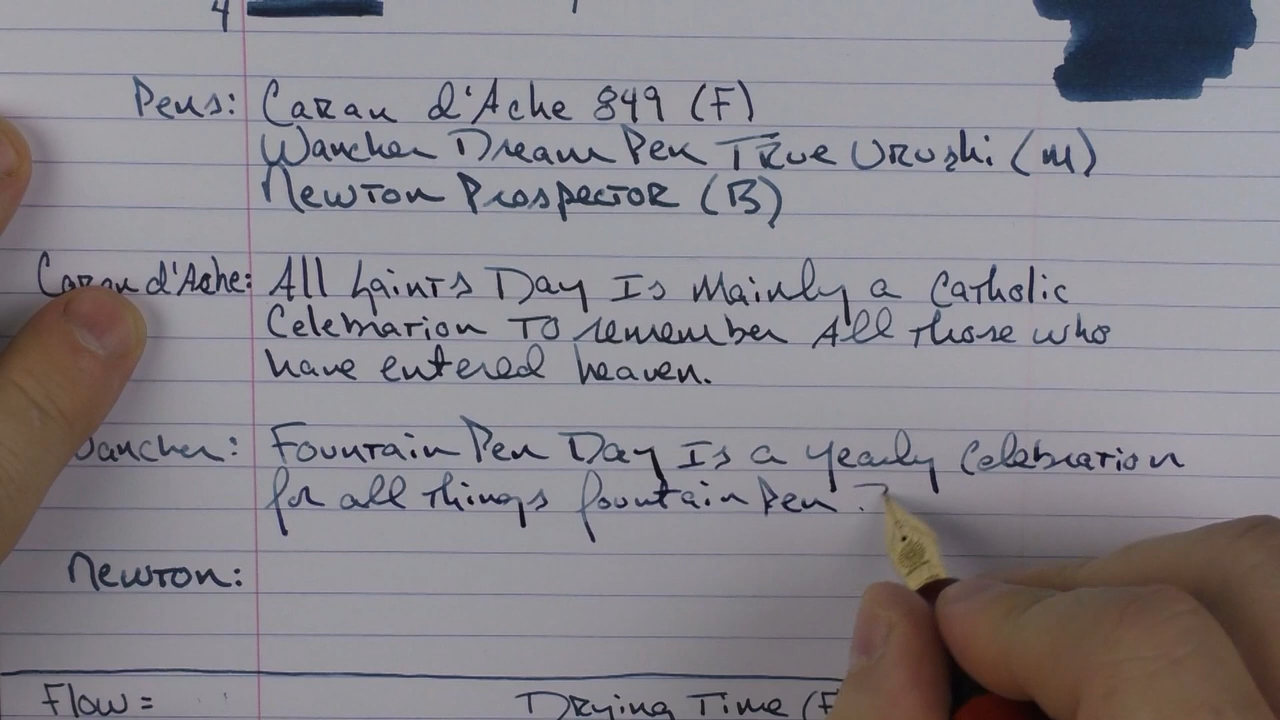 4
Pens: Caran d'Ache 849 (F)
Wancher Dream Pen True Urushi (M)
Newton Prospector (B)
Caran d'Ache: All Saints Day Is Mainly a Catholic
Celebration To remember All Those who
have entered heaven.
Wancher: Fountain Pen Day Is a yearly Celebration
for all Things fountain Pen.
Newton:
Flow =
Drying Time (F